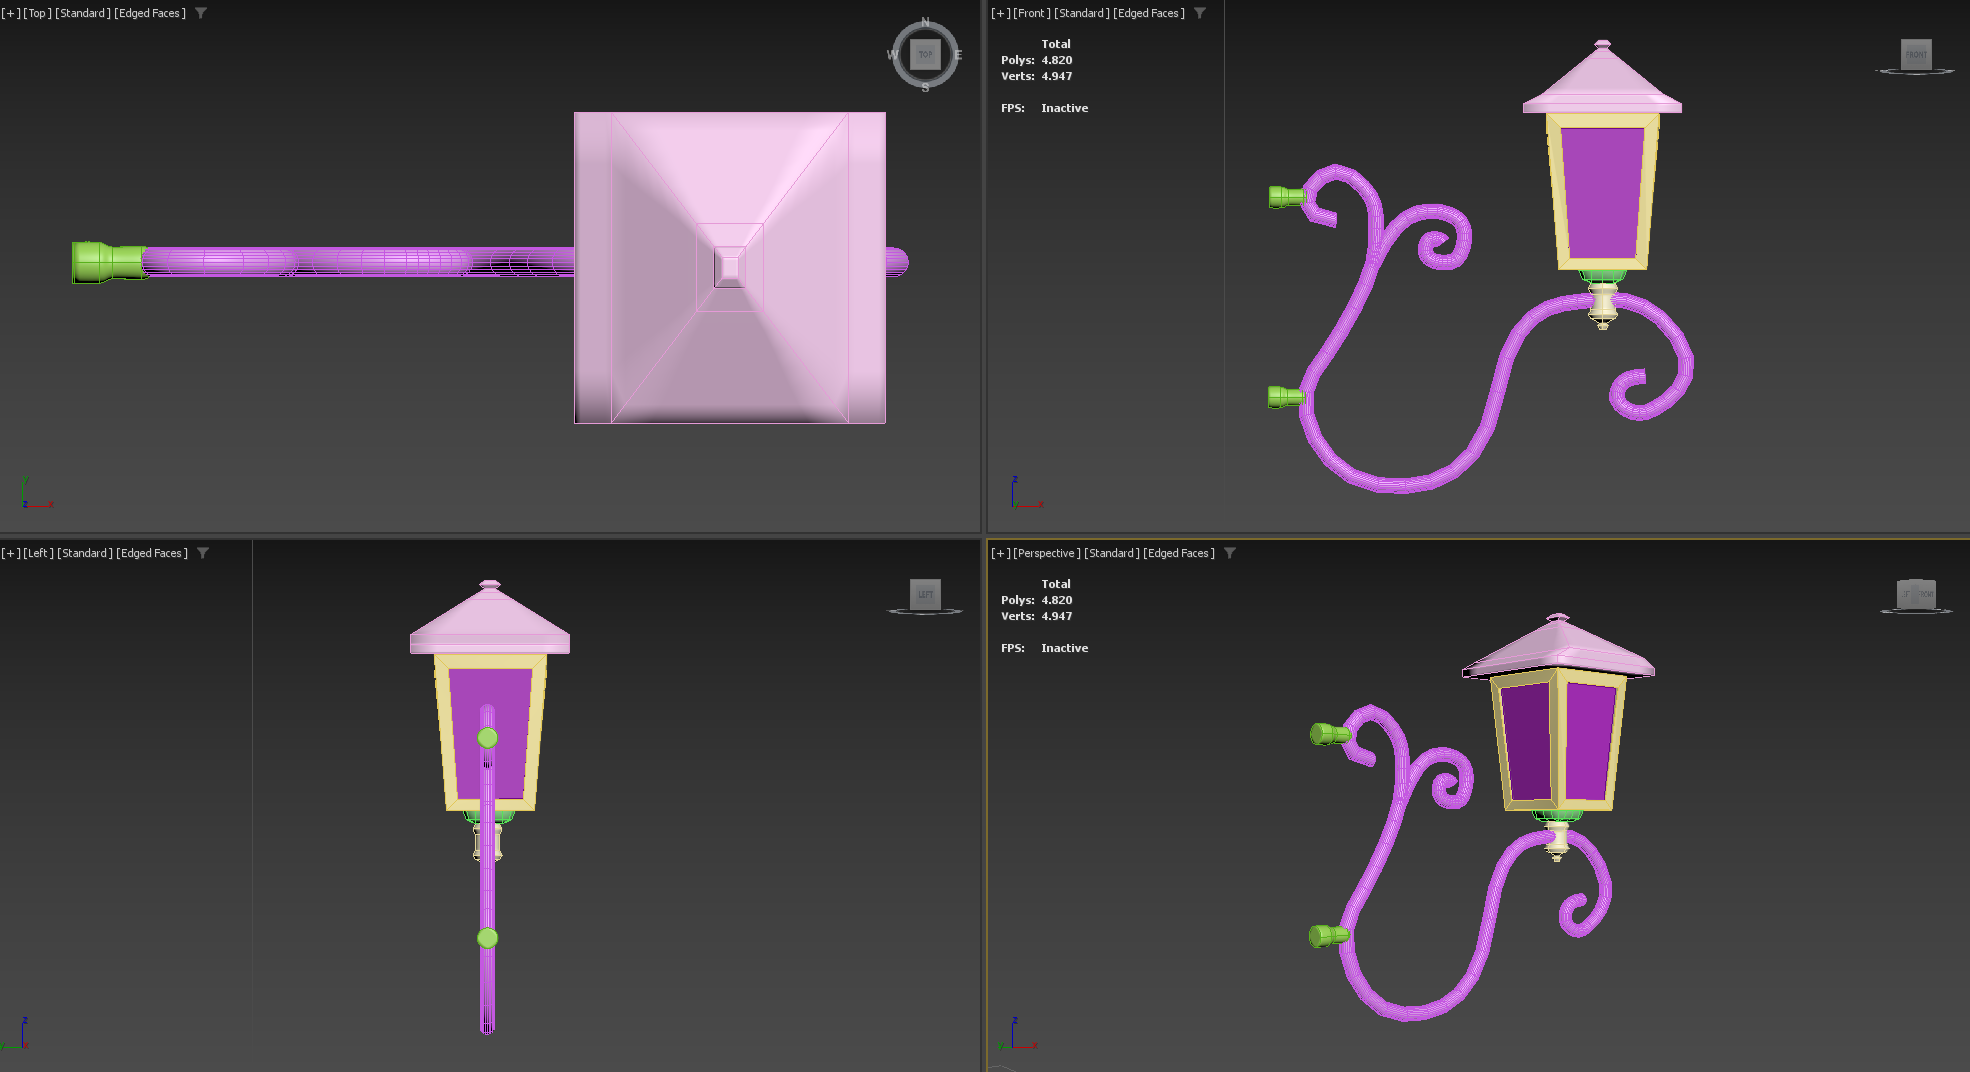 [+] [Top] [Standard] [Edged Faces]
N
W TOP E
S
y
z x
[+] [Front] [Standard] [Edged Faces]
Total
Polys: 4.820
Verts: 4.947
FPS: Inactive
FRONT
z
y x
[+] [Left] [Standard] [Edged Faces]
LEFT
z
y x
[+] [Perspective] [Standard] [Edged Faces]
Total
Polys: 4.820
Verts: 4.947
FPS: Inactive
FRONT
z
y x